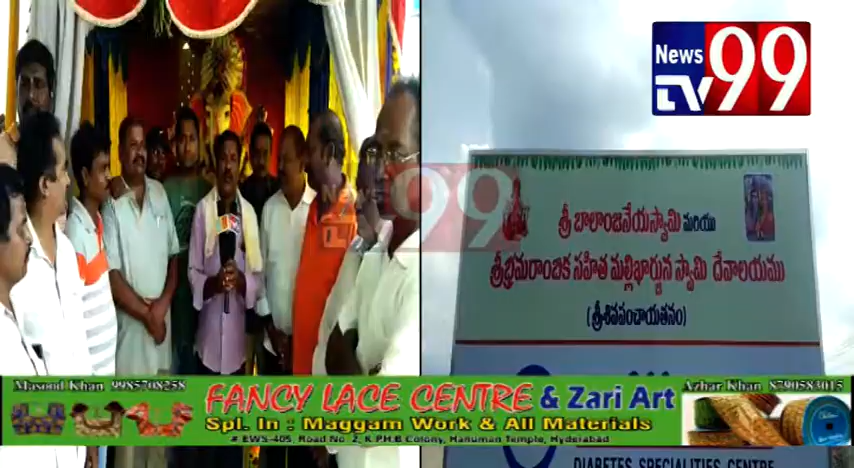 News
TV 99
శ్రీ బాలాంజనేయస్వామి మరియు
శ్రీభ్రమరాంబిక సహిత మల్లిఖార్జున స్వామి దేవాలయము
(శ్రీశివపంచాయతనం)
Masood Khan 9985708258
FANCY LACE CENTRE & Zari Art
Azhar Khan 8790583015
Spl. In : Maggam Work & All Materials
# EWS-405, Road No. 2, K.P.H.B Colony, Hanuman Temple, Hyderabad
DIABETES SPECIALITIES CENTRE